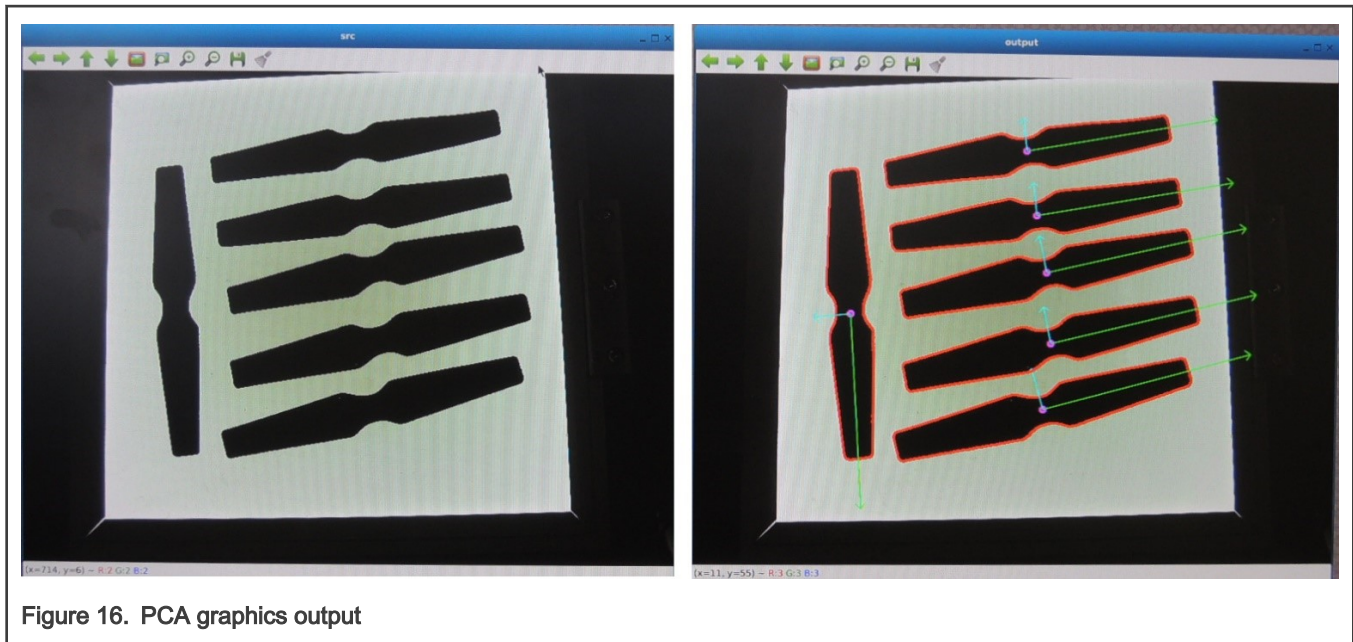 src
output
(x=714, y=6) ~ R:2 G:2 B:2
(x=11, y=55) ~ R:3 G:3 B:3
Figure 16. PCA graphics output